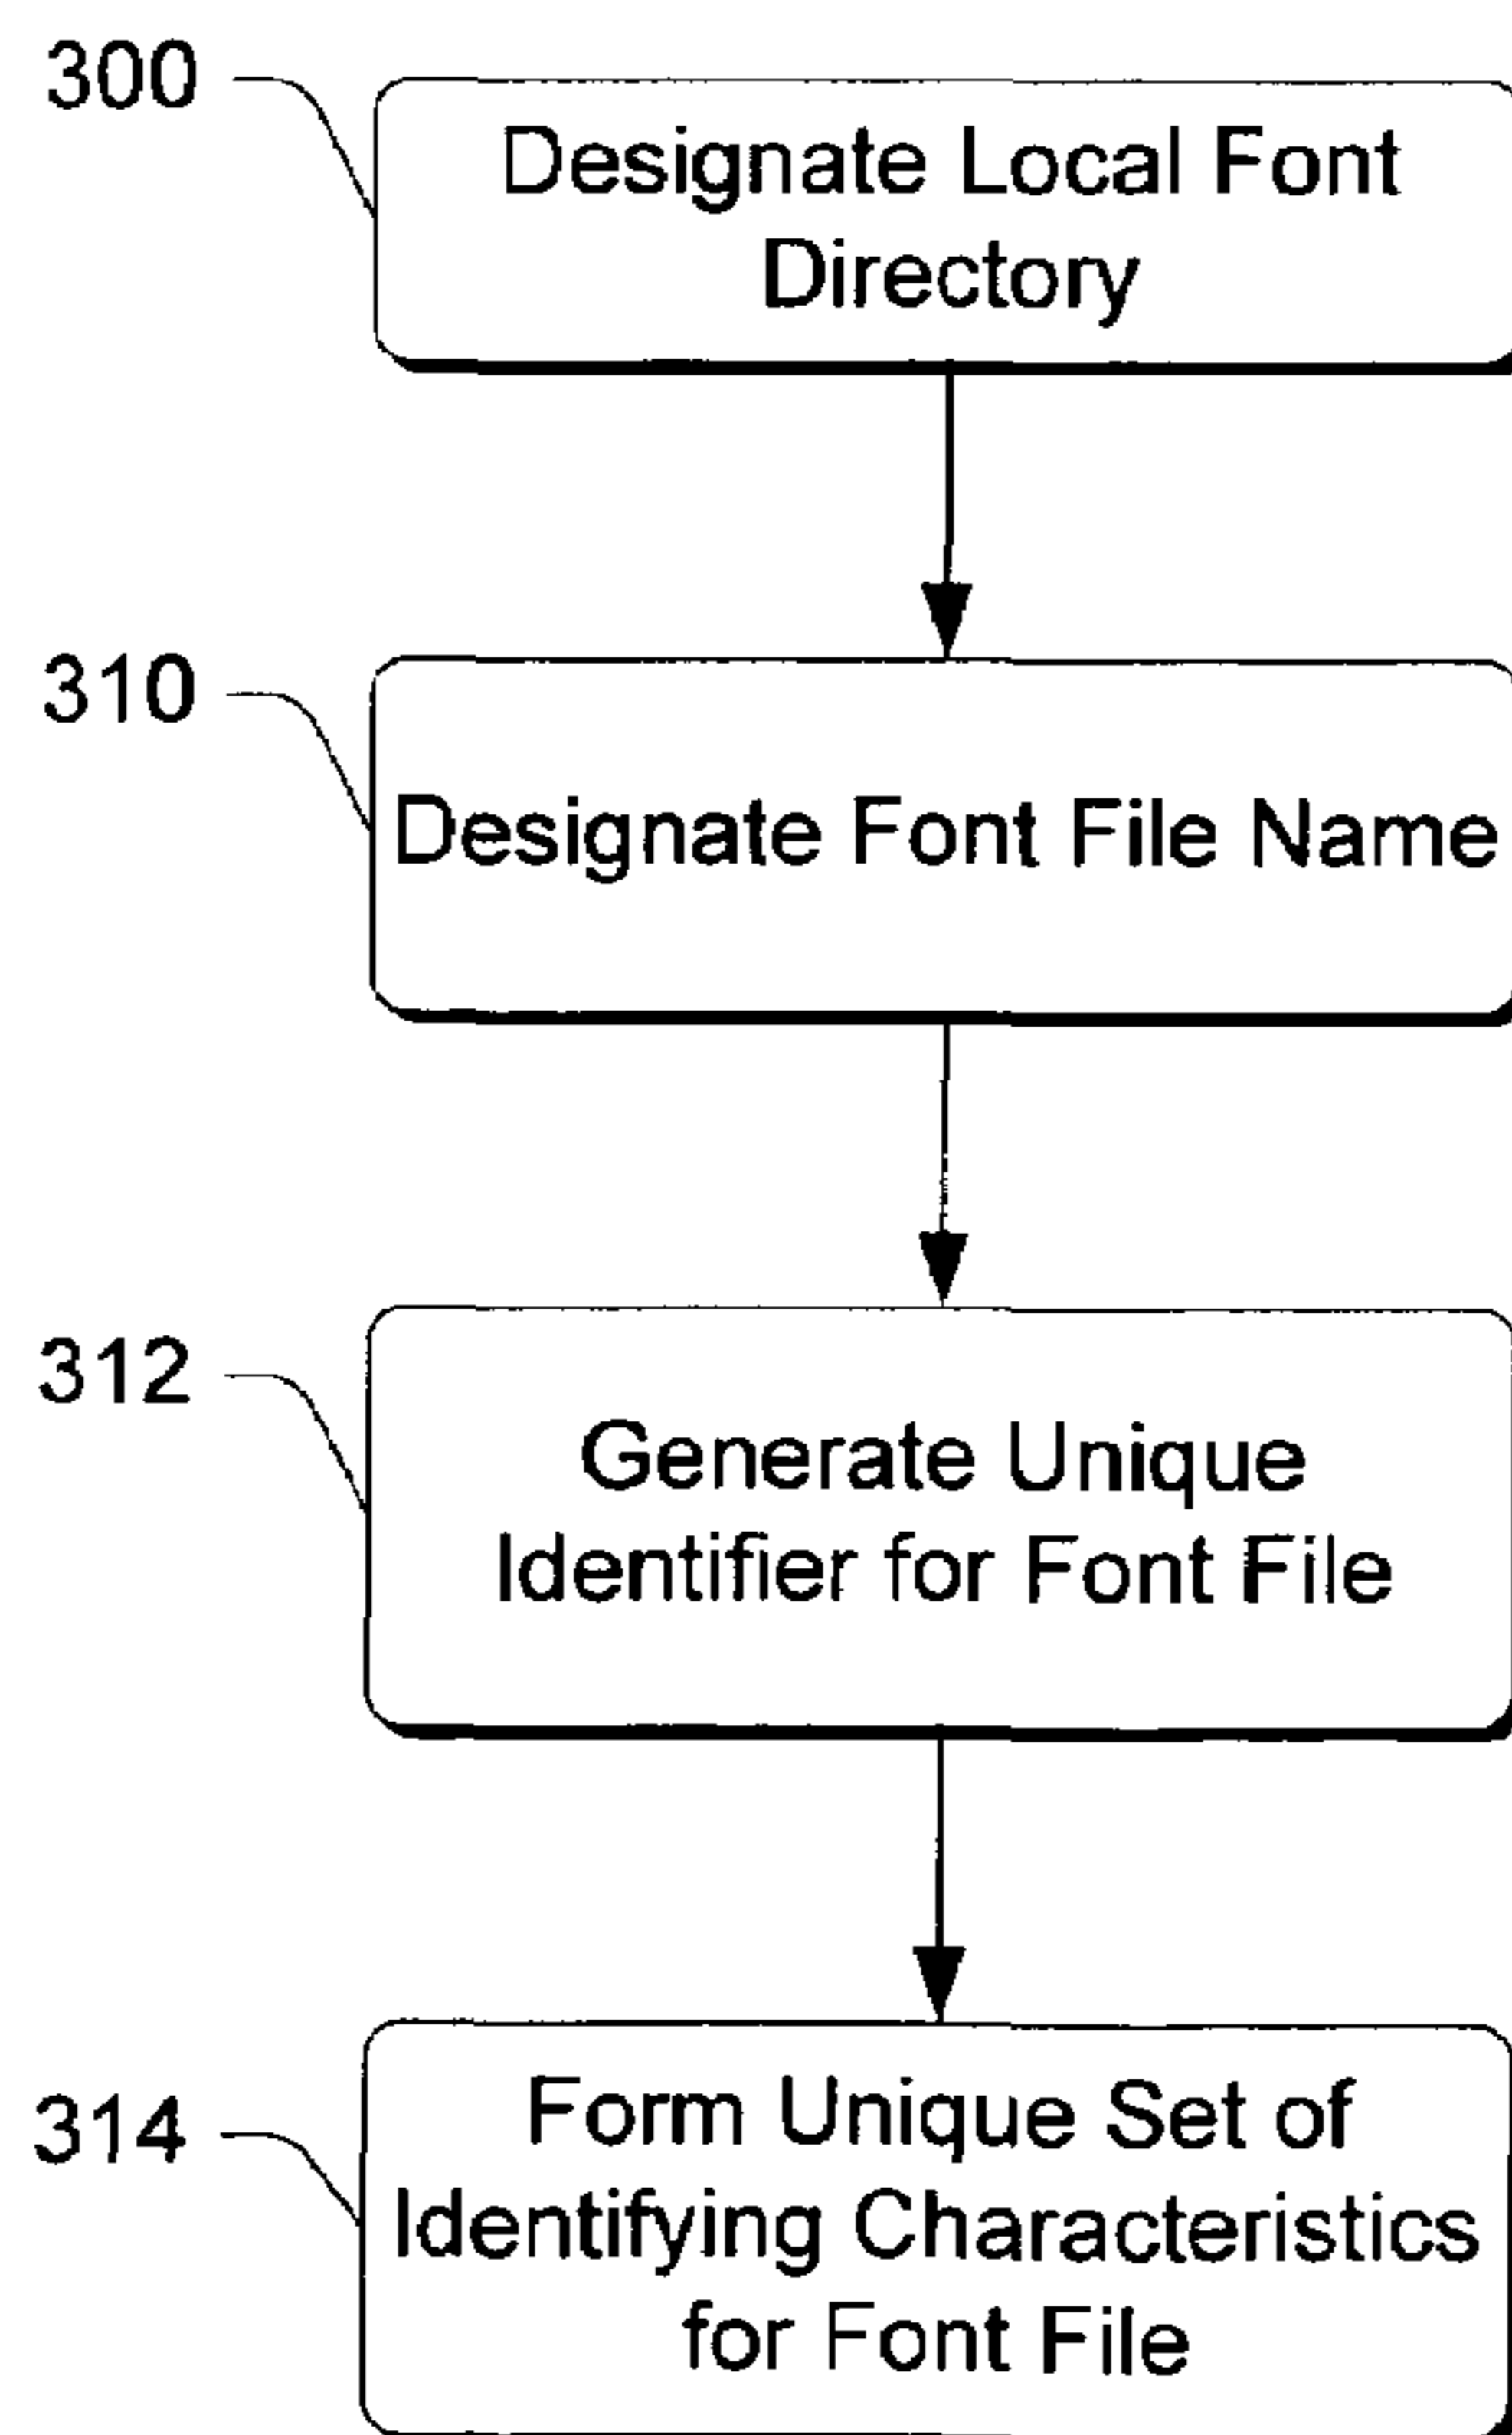 300
Designate Local Font
Directory
310
Designate Font File Name
312
Generate Unique
Identifier for Font File
314
Form Unique Set of
Identifying Characteristics
for Font File